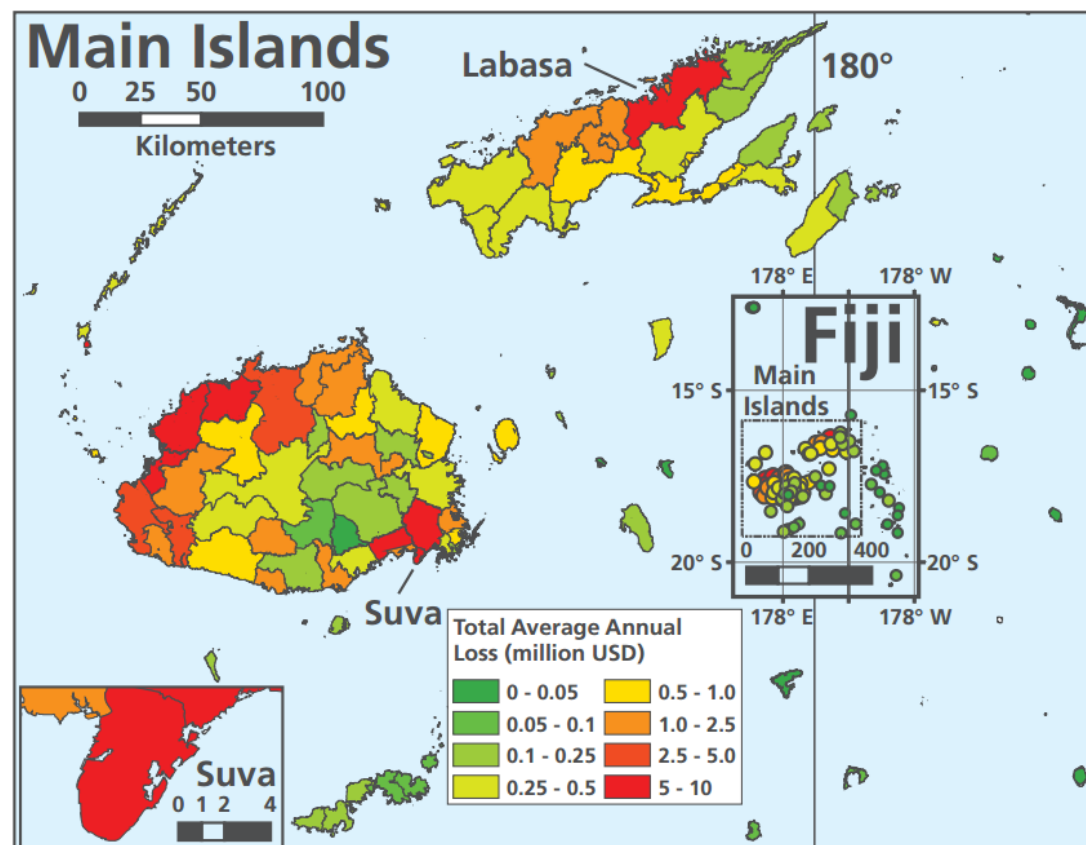 Main Islands
0 25 50 100
Kilometers
Labasa
180°
178° E 178° W
Fiji
Main
Islands
15° S 15° S
0 200 400
20° S 20° S
178° E 178° W
Suva
Total Average Annual
Loss (million USD)
0 - 0.05
0.05 - 0.1
0.1 - 0.25
0.25 - 0.5
0.5 - 1.0
1.0 - 2.5
2.5 - 5.0
5 - 10
Suva
0 1 2 4